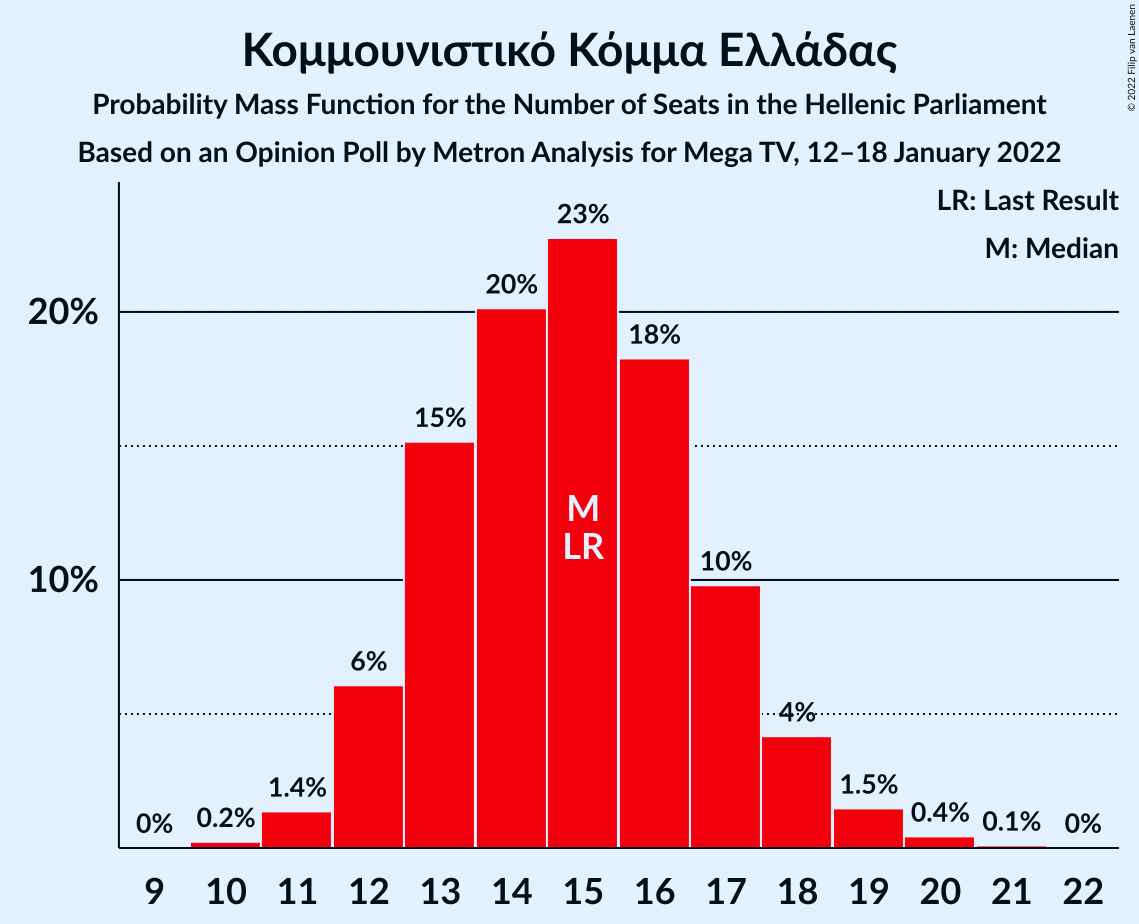 Κομμουνιστικό Κόμμα Ελλάδας
Probability Mass Function for the Number of Seats in the Hellenic Parliament
Based on an Opinion Poll by Metron Analysis for Mega TV, 12–18 January 2022
© 2022 Filip van Laenen
LR: Last Result
M: Median
20%
10%
0%
0.2%
1.4%
6%
15%
20%
23%
18%
10%
4%
1.5%
0.4%
0.1%
0%
M
LR
9 10 11 12 13 14 15 16 17 18 19 20 21 22